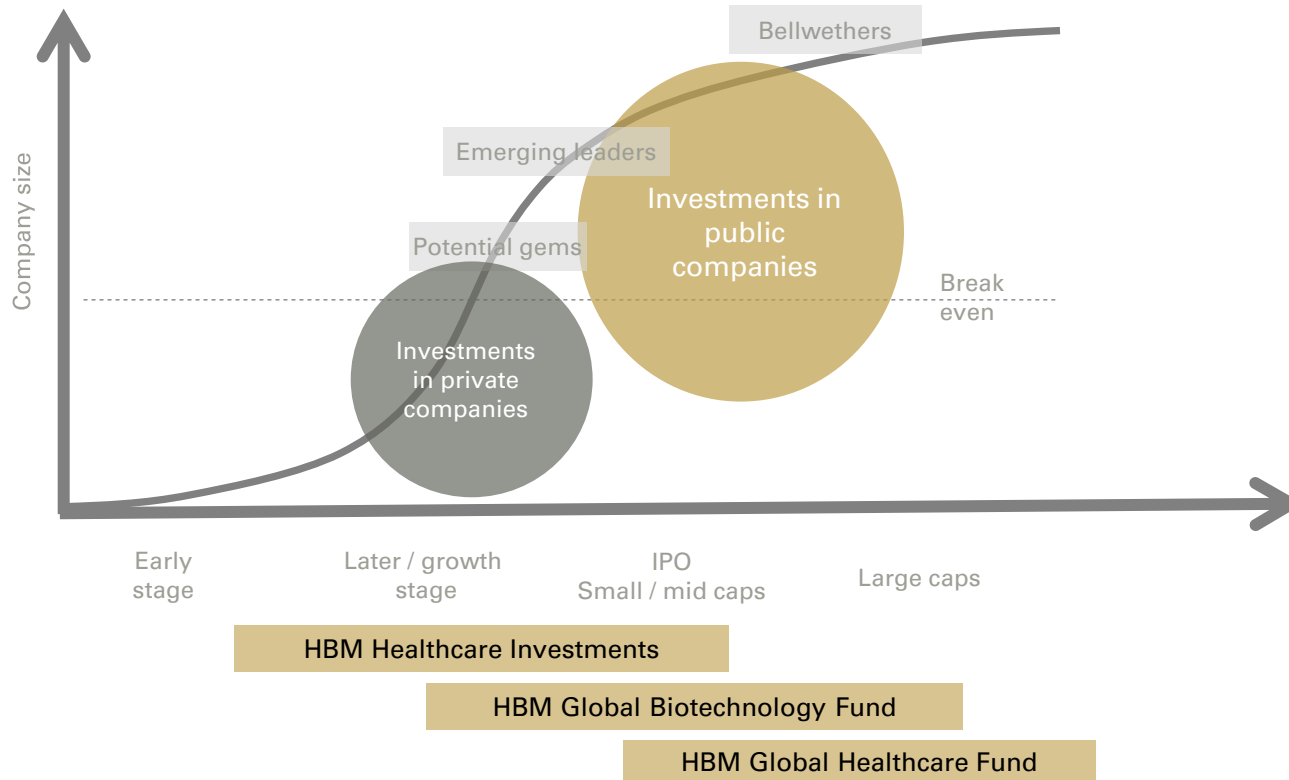 Bellwethers
Company size
Emerging leaders
Investments in
public
companies
Potential gems
Break
even
Investments
in private
companies
Early
stage
Later / growth
stage
IPO
Small / mid caps
Large caps
HBM Healthcare Investments
HBM Global Biotechnology Fund
HBM Global Healthcare Fund